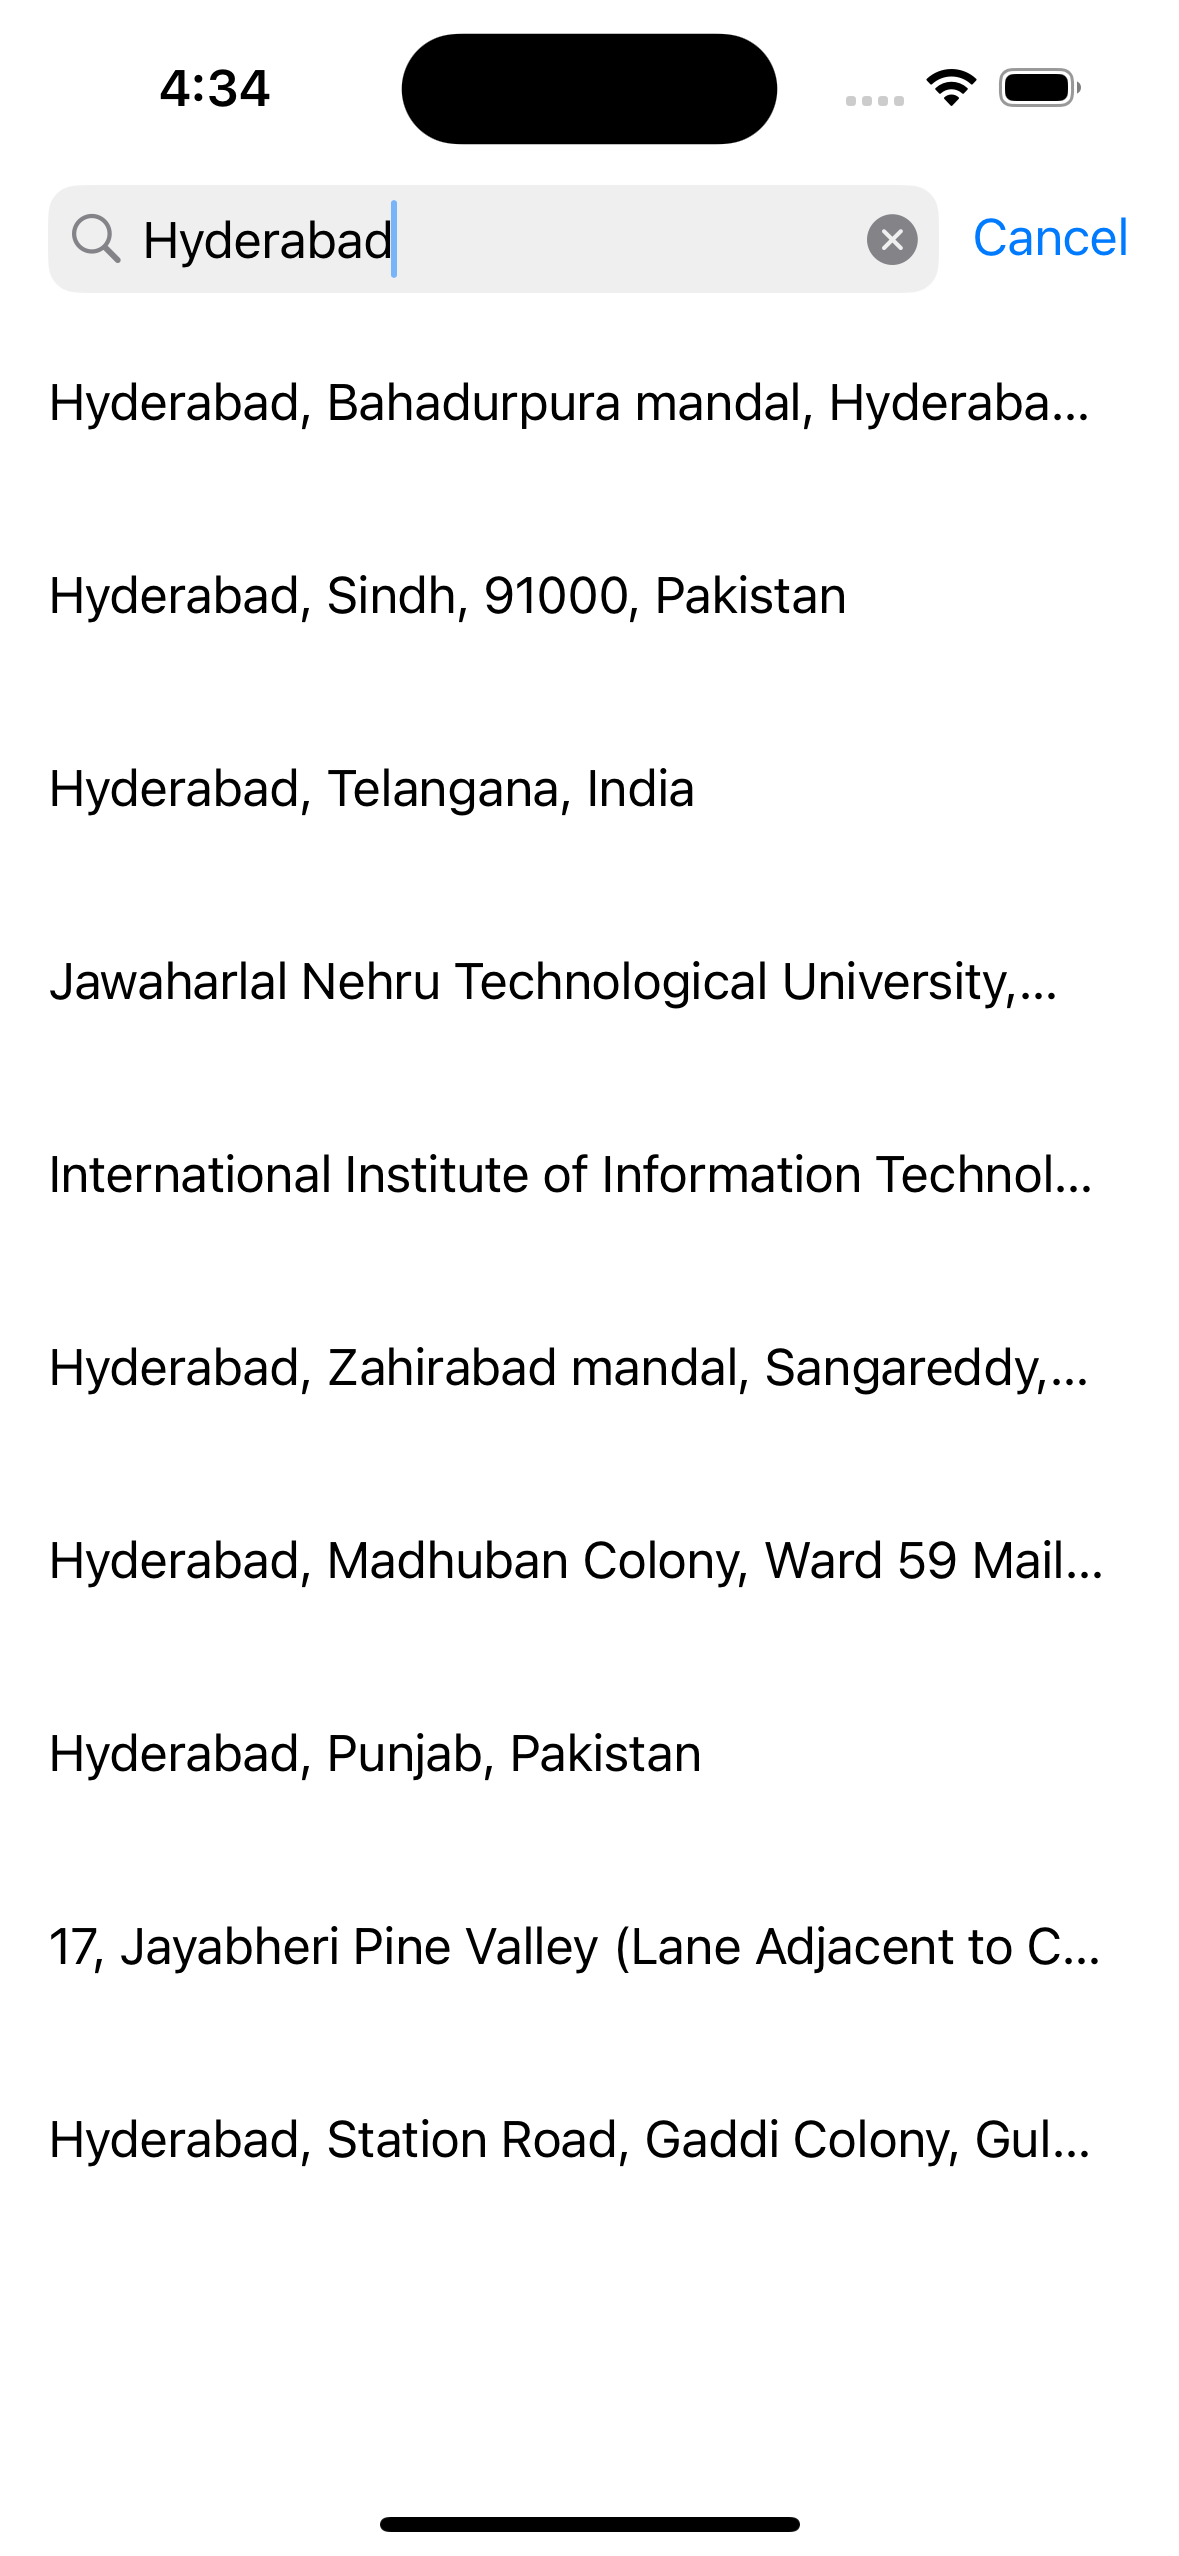 4:34
Hyderabad
Cancel
Hyderabad, Bahadurpura mandal, Hyderaba...
Hyderabad, Sindh, 91000, Pakistan
Hyderabad, Telangana, India
Jawaharlal Nehru Technological University,...
International Institute of Information Technol...
Hyderabad, Zahirabad mandal, Sangareddy,...
Hyderabad, Madhuban Colony, Ward 59 Mail...
Hyderabad, Punjab, Pakistan
17, Jayabheri Pine Valley (Lane Adjacent to C...
Hyderabad, Station Road, Gaddi Colony, Gul...